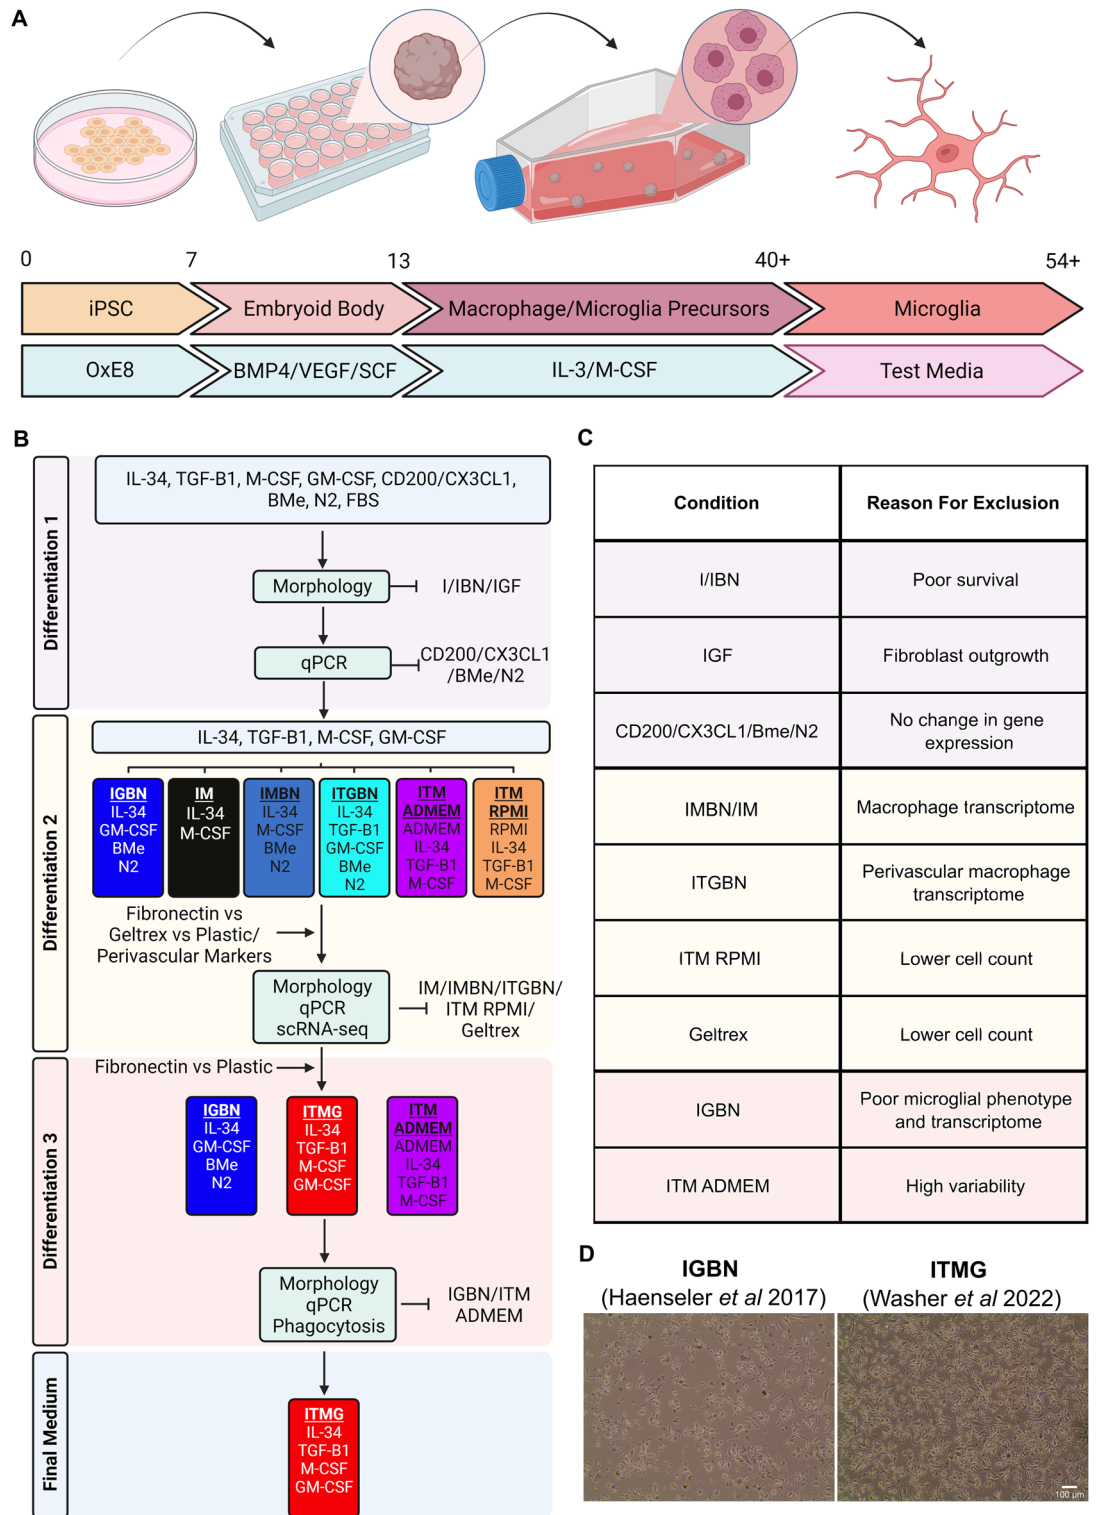 A
0 7 13 40+ 54+
iPSC Embryoid Body Macrophage/Microglia Precursors Microglia
OxE8 BMP4/VEGF/SCF IL-3/M-CSF Test Media
B
Differentiation 1
IL-34, TGF-B1, M-CSF, GM-CSF, CD200/CX3CL1,
BMe, N2, FBS
Morphology
I/IBN/IGF
qPCR
CD200/CX3CL1
/BMe/N2
Differentiation 2
IL-34, TGF-B1, M-CSF, GM-CSF
IGBN
IL-34
GM-CSF
BMe
N2
IM
IL-34
M-CSF
IMBN
IL-34
M-CSF
BMe
N2
ITGBN
IL-34
TGF-B1
GM-CSF
BMe
N2
ITM
ADMEM
ADMEM
IL-34
TGF-B1
M-CSF
ITM
RPMI
RPMI
IL-34
TGF-B1
M-CSF
Fibronectin vs
Geltrex vs Plastic/
Perivascular Markers
Morphology
qPCR
scRNA-seq
IM/IMBN/ITGBN/
ITM RPMI/
Geltrex
Differentiation 3
Fibronectin vs Plastic
IGBN
IL-34
GM-CSF
BMe
N2
ITMG
IL-34
TGF-B1
M-CSF
GM-CSF
ITM
ADMEM
ADMEM
IL-34
TGF-B1
M-CSF
Morphology
qPCR
Phagocytosis
IGBN/ITM
ADMEM
Final Medium
ITMG
IL-34
TGF-B1
M-CSF
GM-CSF
C
Condition
Reason For Exclusion
I/IBN
Poor survival
IGF
Fibroblast outgrowth
CD200/CX3CL1/Bme/N2
No change in gene
expression
IMBN/IM
Macrophage transcriptome
ITGBN
Perivascular macrophage
transcriptome
ITM RPMI
Lower cell count
Geltrex
Lower cell count
IGBN
Poor microglial phenotype
and transcriptome
ITM ADMEM
High variability
D
IGBN
(Haenseler et al 2017)
ITMG
(Washer et al 2022)
100 µm